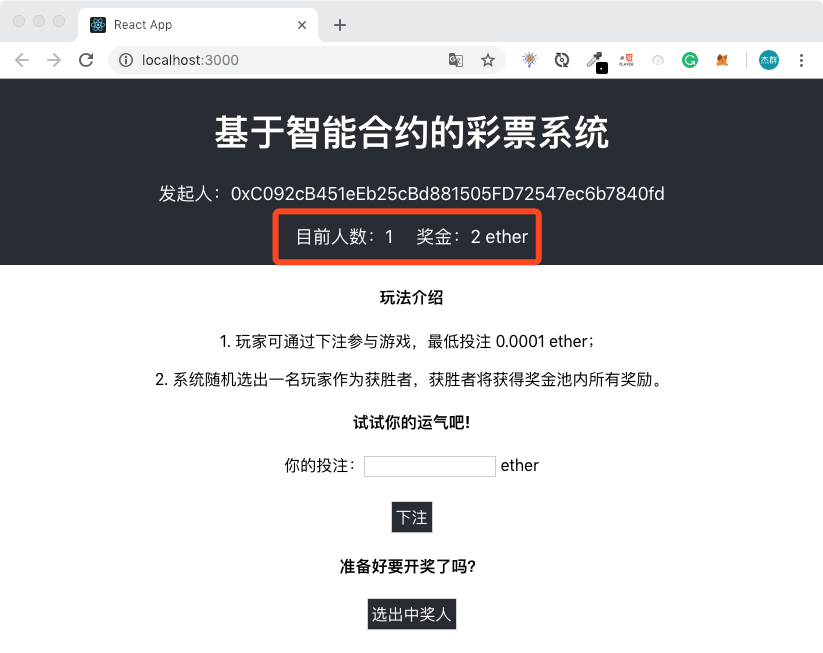 React App
localhost:3000
杰群
基于智能合约的彩票系统
发起人：0xC092cB451eEb25cBd881505FD72547ec6b7840fd
目前人数：1 奖金：2 ether
玩法介绍
1. 玩家可通过下注参与游戏，最低投注 0.0001 ether；
2. 系统随机选出一名玩家作为获胜者，获胜者将获得奖金池内所有奖励。
试试你的运气吧!
你的投注： ether
下注
准备好要开奖了吗?
选出中奖人